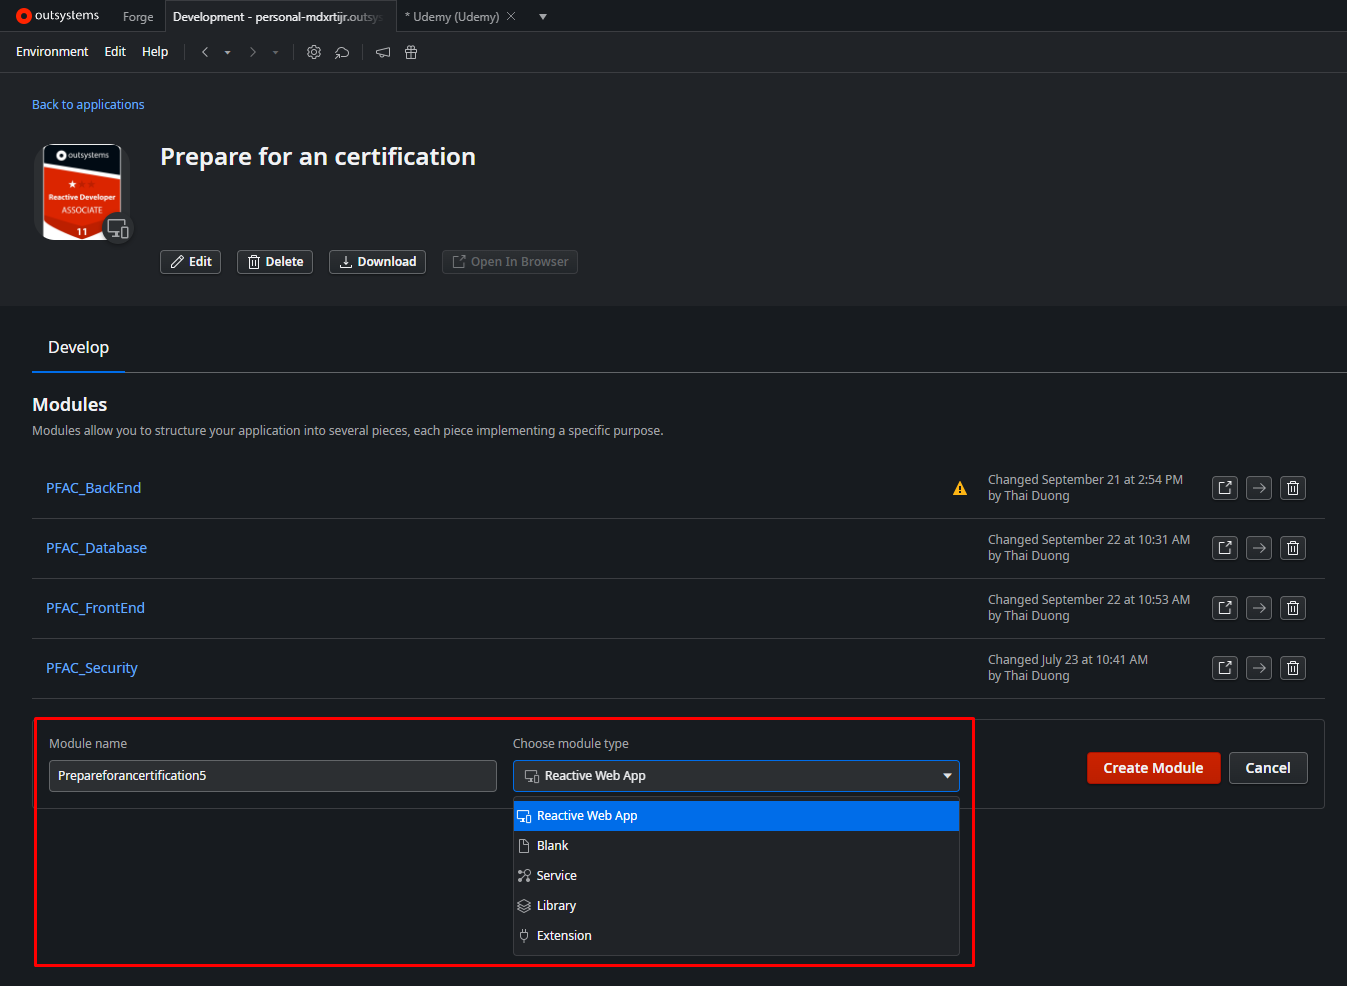 outsystems
Forge
Development - personal-mdxrtijr.outsys
* Udemy (Udemy)
Environment Edit Help
Back to applications
outsystems
Reactive Developer
ASSOCIATE
11
Prepare for an certification
Edit Delete Download Open In Browser
Develop
Modules
Modules allow you to structure your application into several pieces, each piece implementing a specific purpose.
PFAC_BackEnd
Changed September 21 at 2:54 PM
by Thai Duong
PFAC_Database
Changed September 22 at 10:31 AM
by Thai Duong
PFAC_FrontEnd
Changed September 22 at 10:53 AM
by Thai Duong
PFAC_Security
Changed July 23 at 10:41 AM
by Thai Duong
Module name
Prepareforancertification5
Choose module type
Reactive Web App
Create Module Cancel
Reactive Web App
Blank
Service
Library
Extension